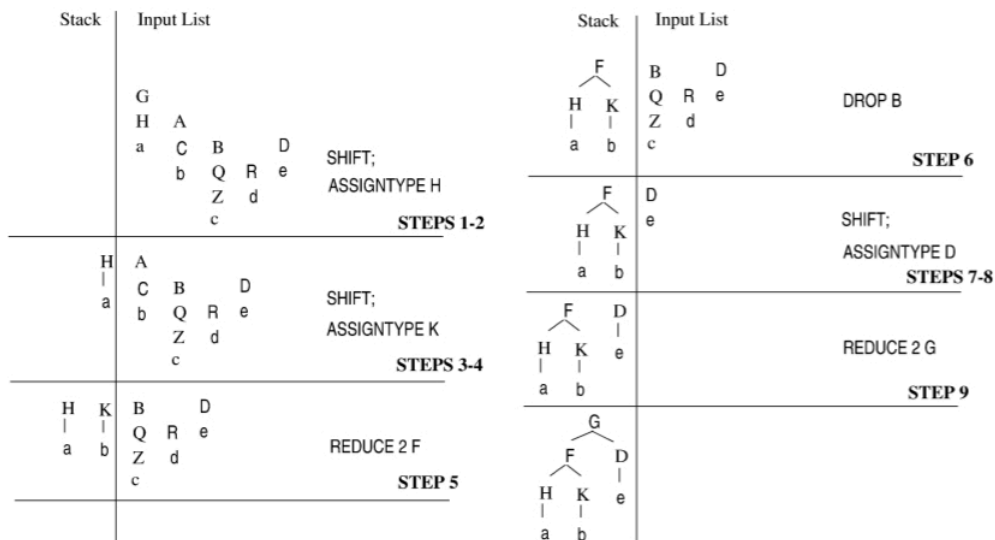 Stack Input List
G
H A
a C B D
b Q R e SHIFT;
Z d ASSIGNTYPE H
c STEPS 1-2
H A
C B D
a b Q R e SHIFT;
Z d ASSIGNTYPE K
c STEPS 3-4
H K B D
Q R e
a b Z d REDUCE 2 F
c STEP 5
Stack Input List
F B D
H K Q R e DROP B
Z d
a b c
STEP 6
F D
H K e SHIFT;
a b ASSIGNTYPE D
STEPS 7-8
F D
H K e REDUCE 2 G
a b STEP 9
G
F D
H K e
a b